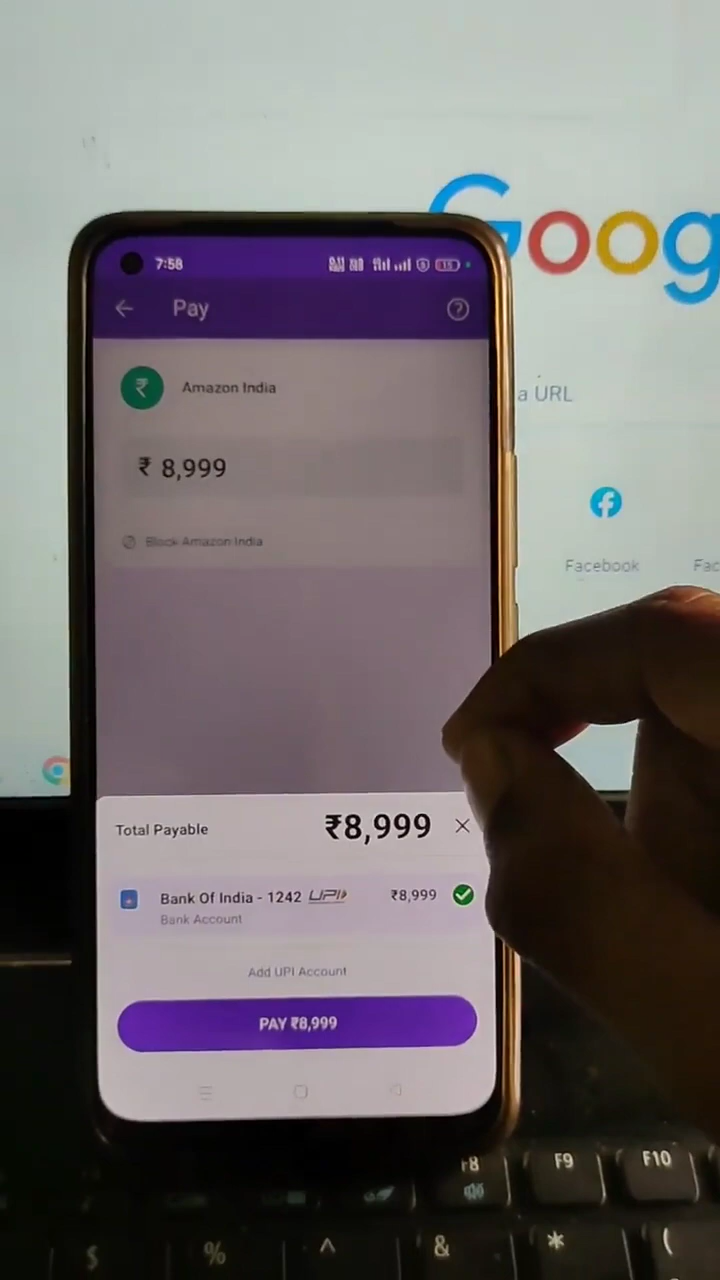 Goog
7:58
15
Pay
Amazon India
a URL
₹ 8,999
Block Amazon India
Facebook
Fac
Total Payable ₹8,999
Bank Of India - 1242 UPI ₹8,999
Bank Account
Add UPI Account
PAY ₹8,999
F8 F9 F10
$ % ^ & * (